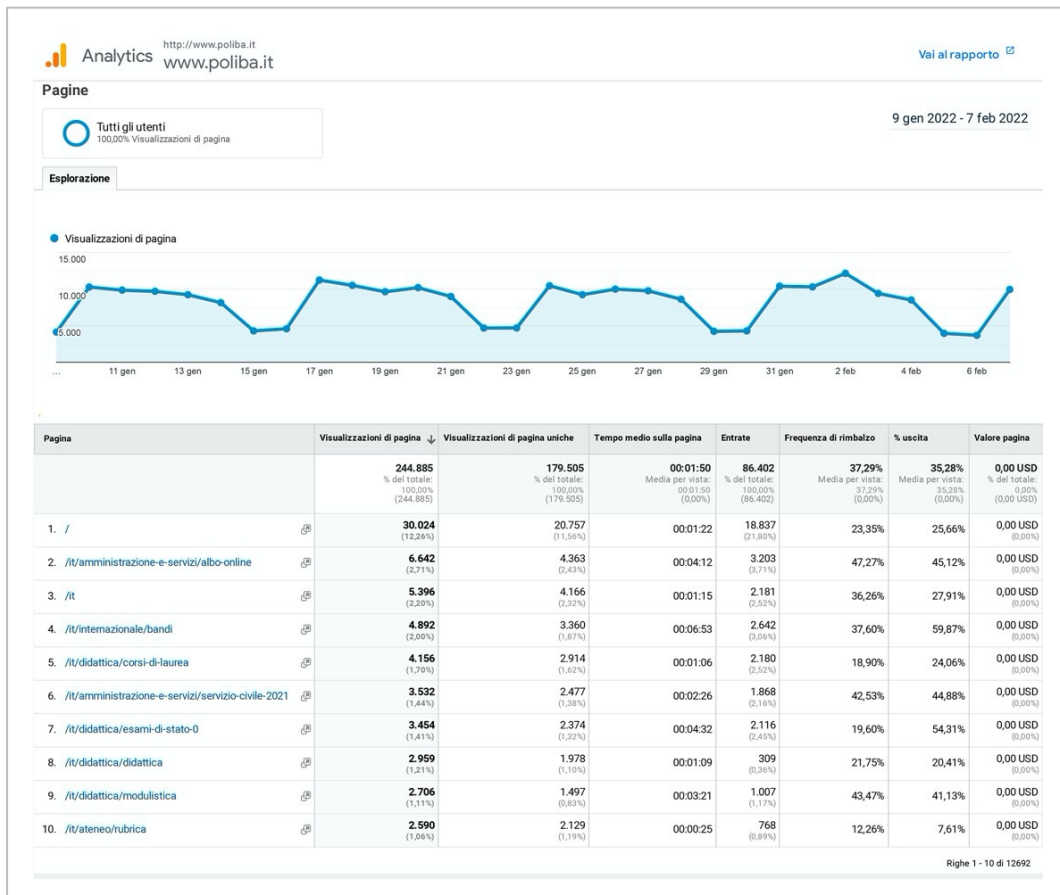 Analytics
http://www.poliba.it
www.poliba.it
Vai al rapporto
Pagine
Tutti gli utenti
100,00% Visualizzazioni di pagina
9 gen 2022 - 7 feb 2022
Esplorazione
Visualizzazioni di pagina
15.000
10.000
5.000
... 11 gen 13 gen 15 gen 17 gen 19 gen 21 gen 23 gen 25 gen 27 gen 29 gen 31 gen 2 feb 4 feb 6 feb
Pagina Visualizzazioni di pagina Visualizzazioni di pagina uniche Tempo medio sulla pagina Entrate Frequenza di rimbalzo % uscita Valore pagina
244.885 179.505 00:01:50 86.402 37,29% 35,28% 0,00 USD
% del totale: % del totale: Media per vista: % del totale: Media per vista: Media per vista: % del totale:
100,00% 100,00% 00:01:50 100,00% 37,29% 35,28% 0,00%
(244.885) (179.505) (0,00%) (86.402) (0,00%) (0,00%) (0,00 USD)
1. / 30.024 20.757 00:01:22 18.837 23,35% 25,66% 0,00 USD
(12,26%) (11,56%) (21,80%) (0,00%)
2. /it/amministrazione-e-servizi/albo-online 6.642 4.363 00:04:12 3.203 47,27% 45,12% 0,00 USD
(2,71%) (2,43%) (3,71%) (0,00%)
3. /it 5.396 4.166 00:01:15 2.181 36,26% 27,91% 0,00 USD
(2,20%) (2,32%) (2,52%) (0,00%)
4. /it/internazionale/bandi 4.892 3.360 00:06:53 2.642 37,60% 59,87% 0,00 USD
(2,00%) (1,87%) (3,06%) (0,00%)
5. /it/didattica/corsi-di-laurea 4.156 2.914 00:01:06 2.180 18,90% 24,06% 0,00 USD
(1,70%) (1,62%) (2,52%) (0,00%)
6. /it/amministrazione-e-servizi/servizio-civile-2021 3.532 2.477 00:02:26 1.868 42,53% 44,88% 0,00 USD
(1,44%) (1,38%) (2,16%) (0,00%)
7. /it/didattica/esami-di-stato-0 3.454 2.374 00:04:32 2.116 19,60% 54,31% 0,00 USD
(1,41%) (1,32%) (2,45%) (0,00%)
8. /it/didattica/didattica 2.959 1.978 00:01:09 309 21,75% 20,41% 0,00 USD
(1,21%) (1,10%) (0,36%) (0,00%)
9. /it/didattica/modulistica 2.706 1.497 00:03:21 1.007 43,47% 41,13% 0,00 USD
(1,11%) (0,83%) (1,17%) (0,00%)
10. /it/ateneo/rubrica 2.590 2.129 00:00:25 768 12,26% 7,61% 0,00 USD
(1,06%) (1,19%) (0,89%) (0,00%)
Righe 1 - 10 di 12692